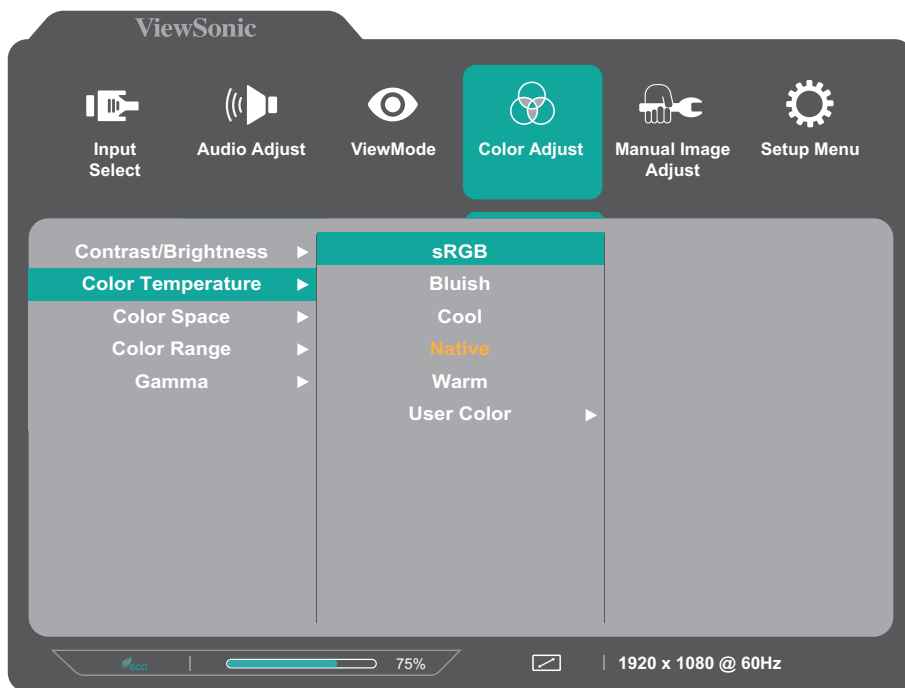 ViewSonic
Input Select
Audio Adjust
ViewMode
Color Adjust
Manual Image Adjust
Setup Menu
Contrast/Brightness
sRGB
Color Temperature
Bluish
Color Space
Cool
Color Range
Native
Gamma
Warm
User Color
eco
75%
1920 x 1080 @ 60Hz